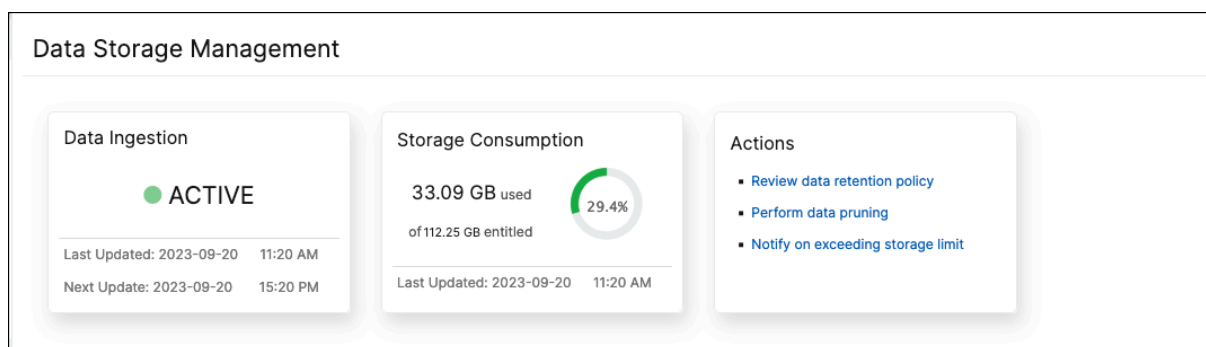 Data Storage Management
Data Ingestion
ACTIVE
Last Updated: 2023-09-20 11:20 AM
Next Update: 2023-09-20 15:20 PM
Storage Consumption
33.09 GB used
of 112.25 GB entitled
29.4%
Last Updated: 2023-09-20 11:20 AM
Actions
▪ Review data retention policy
▪ Perform data pruning
▪ Notify on exceeding storage limit